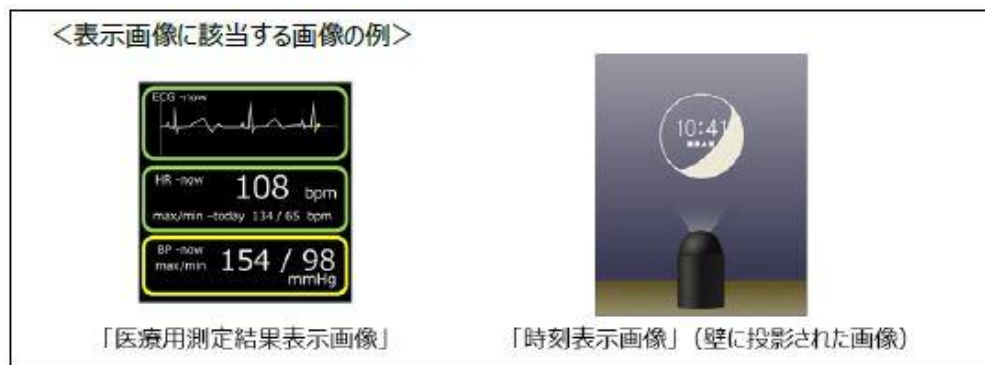 ＜表示画像に該当する画像の例＞
ECG -now
HR -now
108 bpm
max/min -today 134 / 65 bpm
BP -now
max/min
154 / 98
mmHg
「医療用測定結果表示画像」
10:41
「時刻表示画像」（壁に投影された画像）